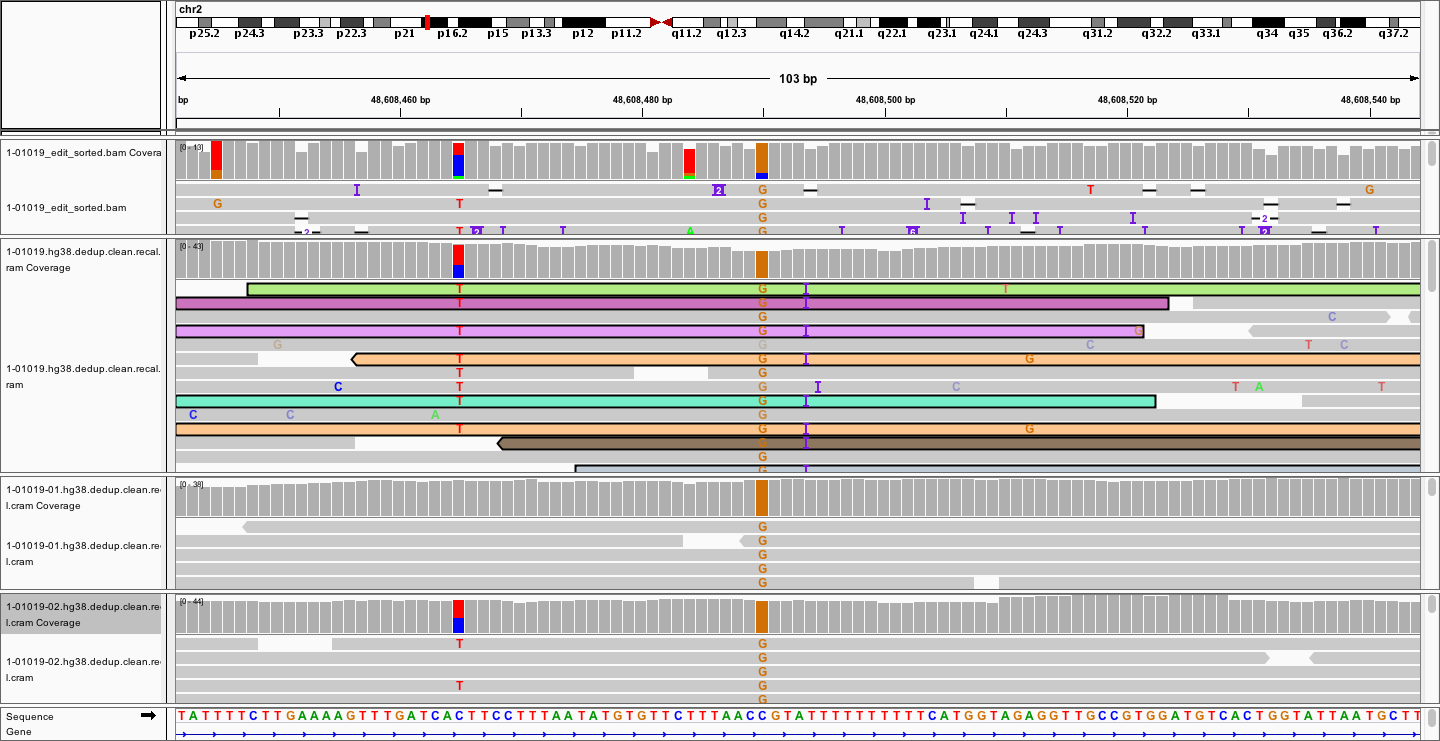 chr2
p25.2 p24.3 p23.3 p22.3 p21 p16.2 p15 p13.3 p12 p11.2 q11.2 q12.3 q14.2 q21.1 q22.1 q23.1 q24.1 q24.3 q31.2 q32.2 q33.1 q34 q35 q36.2 q37.2
103 bp
bp 48,608,460 bp 48,608,480 bp 48,608,500 bp 48,608,520 bp 48,608,540 bp
1-01019_edit_sorted.bam Covera
[0 - 13]
1-01019_edit_sorted.bam
2 G T G
G T G
G 2
2 T 2 A G 6 2
1-01019.hg38.dedup.clean.recal.
ram Coverage
[0 - 43]
T G T
T G
G C
T G G
G G C T C
T G G
T G
C T G C T A T
T G
C C A G
T G G
G
G
G
1-01019.hg38.dedup.clean.recal.
ram
1-01019-01.hg38.dedup.clean.re
l.cram Coverage
[0 - 38]
1-01019-01.hg38.dedup.clean.re
l.cram
G
G
G
G
G
1-01019-02.hg38.dedup.clean.re
l.cram Coverage
[0 - 44]
1-01019-02.hg38.dedup.clean.re
l.cram
T G
G
G
T G
G
Sequence
T A T T T T C T T G A A A A G T T T G A T C A C T T C C T T T A A T A T G T G T T C T T T A A C C G T A T T T T T T T T T T C A T G G T A G A G G T T G C C G T G G A T G T C A C T G G T A T T A A T G C T T
Gene